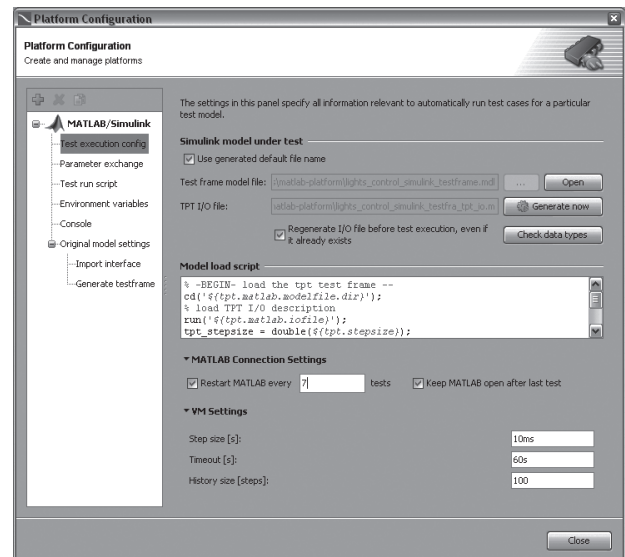 Platform Configuration
Platform Configuration
Create and manage platforms
MATLAB/Simulink
Test execution config
Parameter exchange
Test run script
Environment variables
Console
Original model settings
Import interface
Generate testframe
The settings in this panel specify all information relevant to automatically run test cases for a particular
test model.
Simulink model under test
Use generated default file name
Test frame model file: :\matlab-platform\lights_control_simulink_testframe.mdl ... Open
TPT I/O file: \atlab-platform\lights_control_simulink_testfra_tpt_io.m Generate now
Regenerate I/O file before test execution, even if
it already exists
Check data types
Model load script
% -BEGIN- load the tpt test frame --
cd('${tpt.matlab.modelfile.dir}');
% load TPT I/O description
run('${tpt.matlab.iofile}');
tpt_stepsize = double(${tpt.stepsize});
MATLAB Connection Settings
Restart MATLAB every 7 tests Keep MATLAB open after last test
VM Settings
Step size [s]: 10ms
Timeout [s]: 60s
History size [steps]: 100
Close